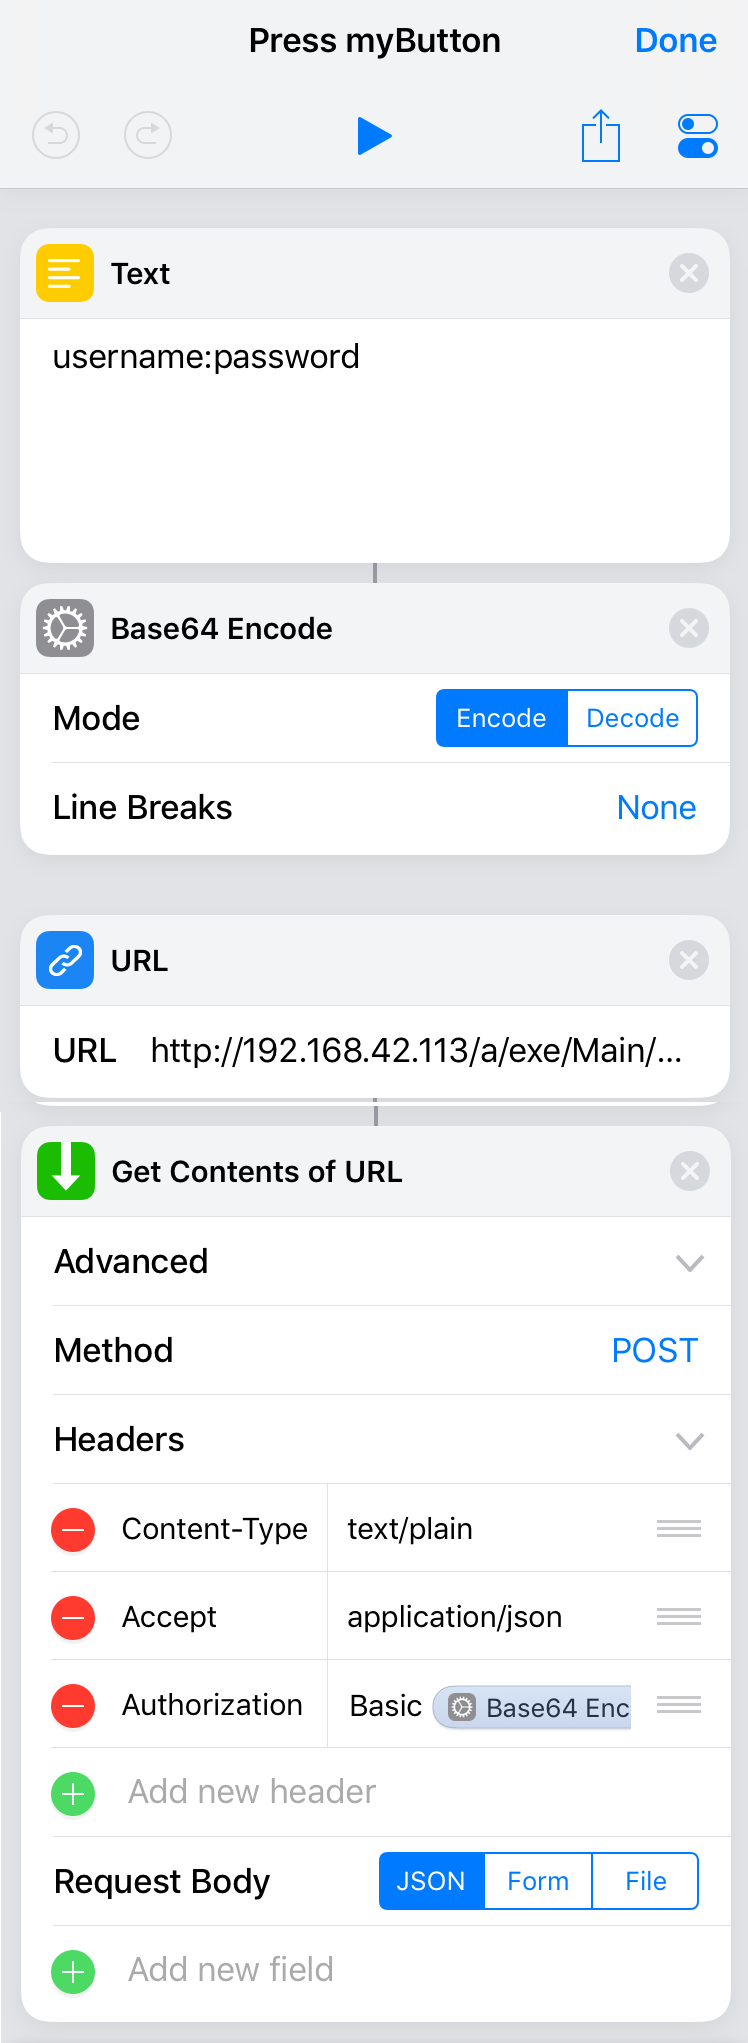 Press myButton
Done
Text
username:password
Base64 Encode
Mode
Encode
Decode
Line Breaks
None
URL
URL http://192.168.42.113/a/exe/Main/...
Get Contents of URL
Advanced
Method
POST
Headers
Content-Type text/plain
Accept application/json
Authorization Basic Base64 Enc
Add new header
Request Body
JSON
Form
File
Add new field